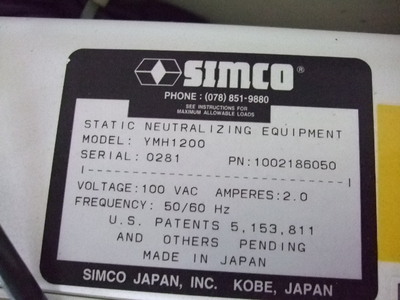 SIMCO®
PHONE: (078) 851-9880
SEE INSTRUCTIONS FOR
MAXIMUM ALLOWABLE LOADS
STATIC NEUTRALIZING EQUIPMENT
MODEL: YMH1200
SERIAL: 0281 PN:1002186050
VOLTAGE:100 VAC AMPERES:2.0
FREQUENCY: 50/60 Hz
U.S. PATENTS 5,153,811
AND OTHERS PENDING
MADE IN JAPAN
SIMCO JAPAN, INC. KOBE, JAPAN
SIM
PHONE: